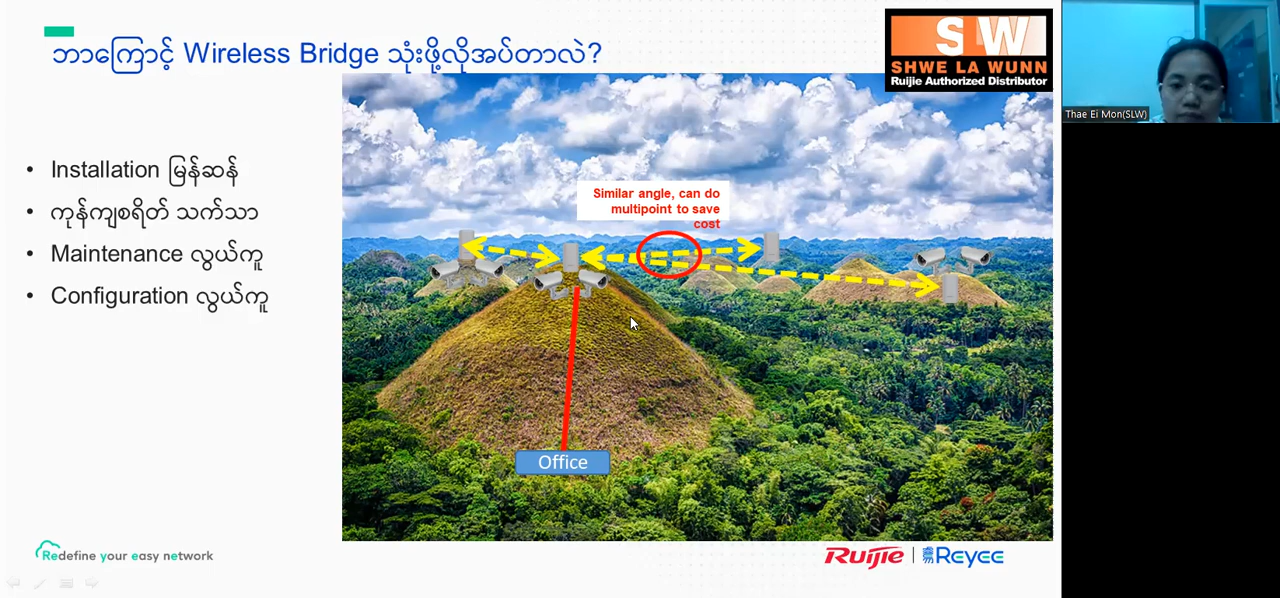 ဘာကြောင့် Wireless Bridge သုံးဖို့လိုအပ်တာလဲ?
SW
SHWE LA WUNN
Ruijie Authorized Distributor
Thae Ei Mon(SLW)
• Installation မြန်ဆန်
• ကုန်ကျစရိတ် သက်သာ
• Maintenance လွယ်ကူ
• Configuration လွယ်ကူ
Similar angle, can do
multipoint to save
cost
Office
Redefine your easy network
Ruijie | 睿易 Reyee